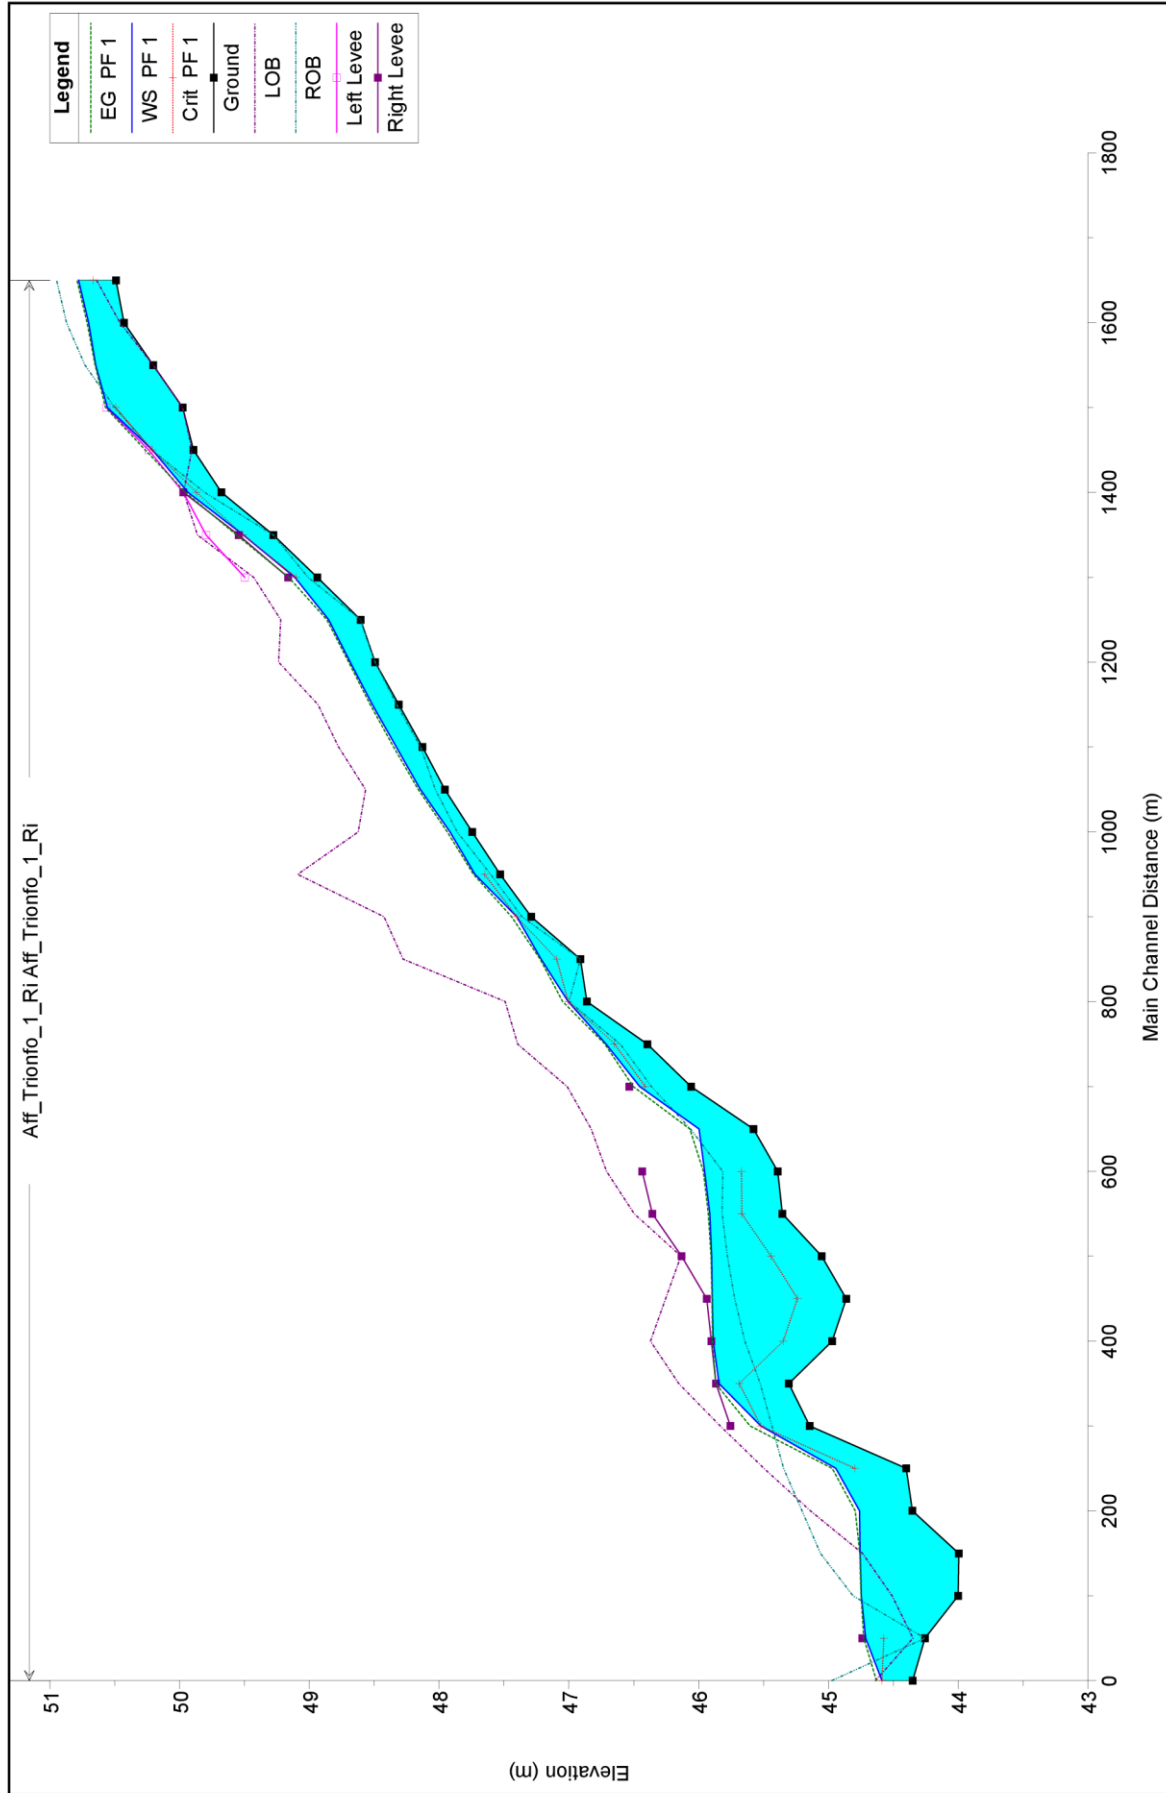 Aff_Trionfo_1_Ri Aff_Trionfo_1_Ri
Legend
EG PF 1
WS PF 1
Crit PF 1
Ground
LOB
ROB
Left Levee
Right Levee
51
50
49
48
47
46
45
44
43
Elevation (m)
0
200
400
600
800
1000
1200
1400
1600
1800
Main Channel Distance (m)